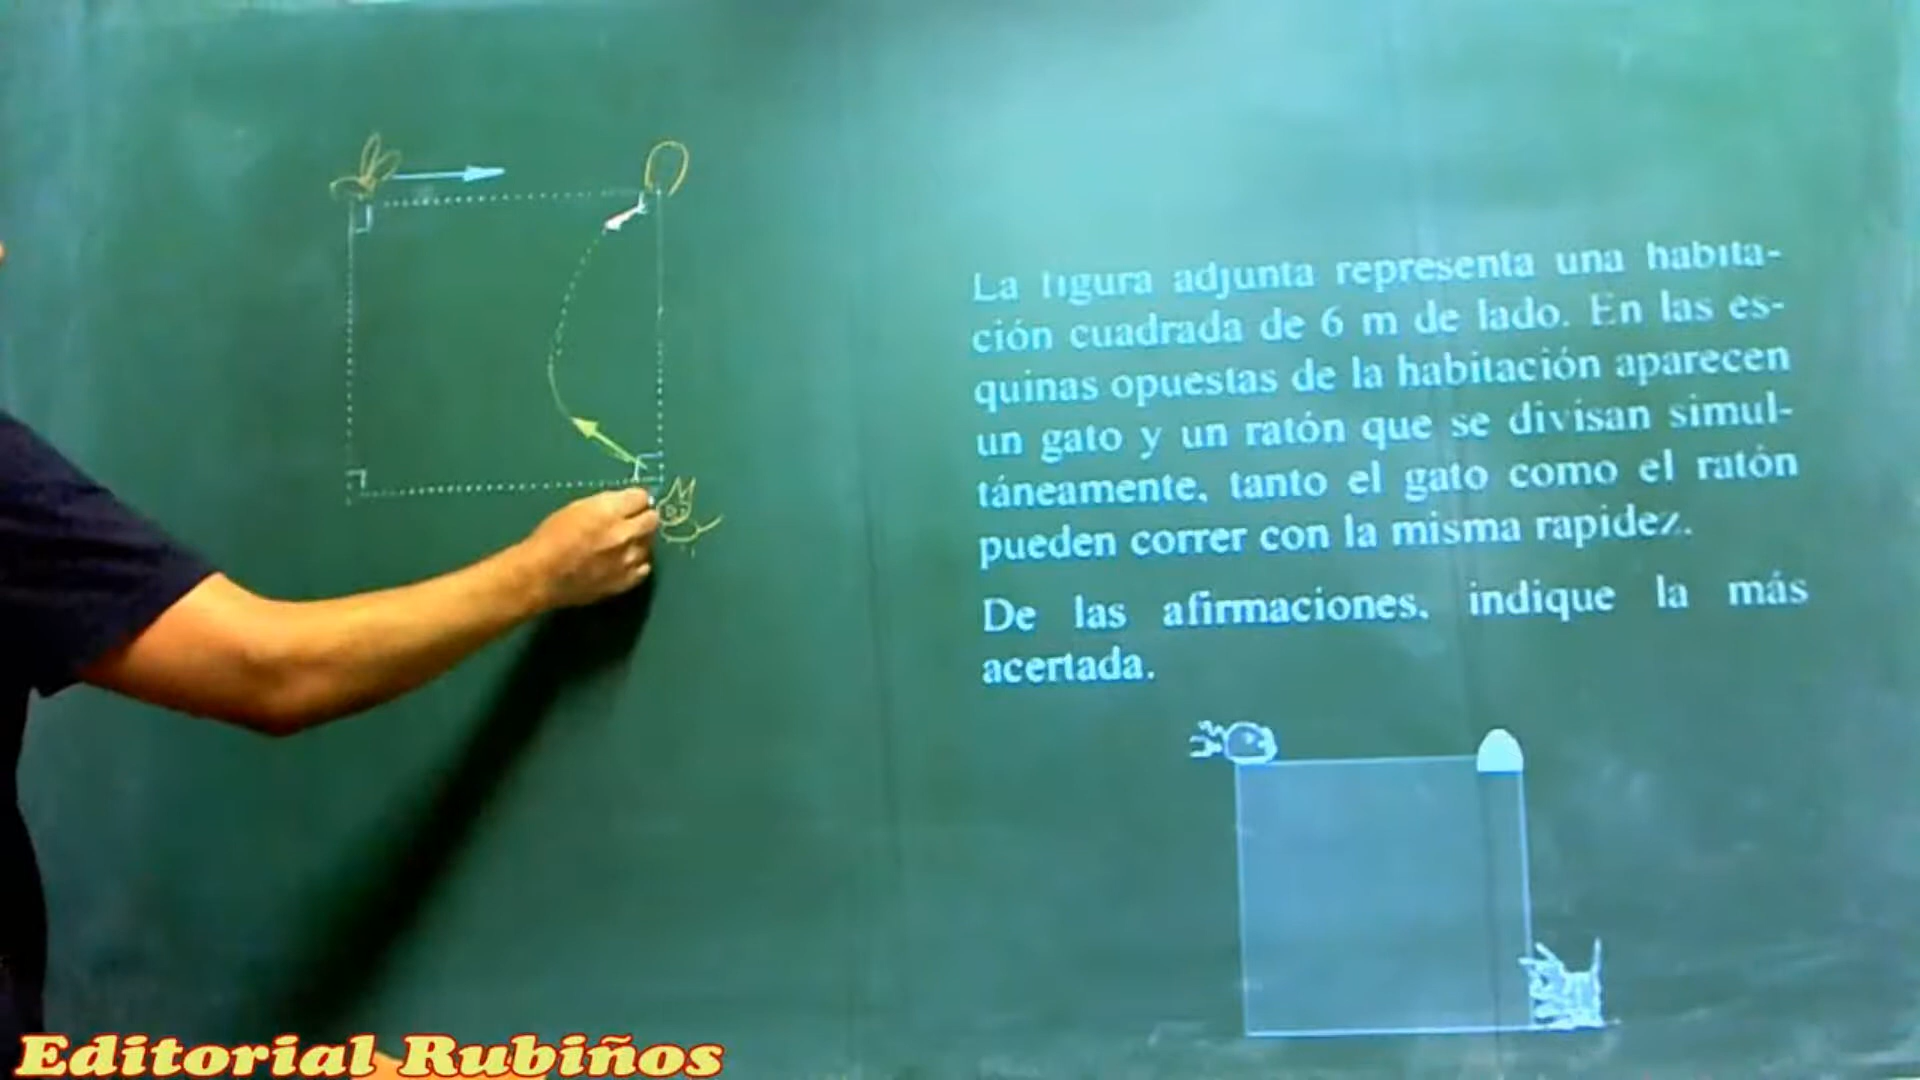 La figura adjunta representa una habita-
ción cuadrada de 6 m de lado. En las es-
quinas opuestas de la habitación aparecen
un gato y un ratón que se divisan simul-
táneamente, tanto el gato como el ratón
pueden correr con la misma rapidez.
De las afirmaciones, indique la más
acertada.
Editorial Rubiños